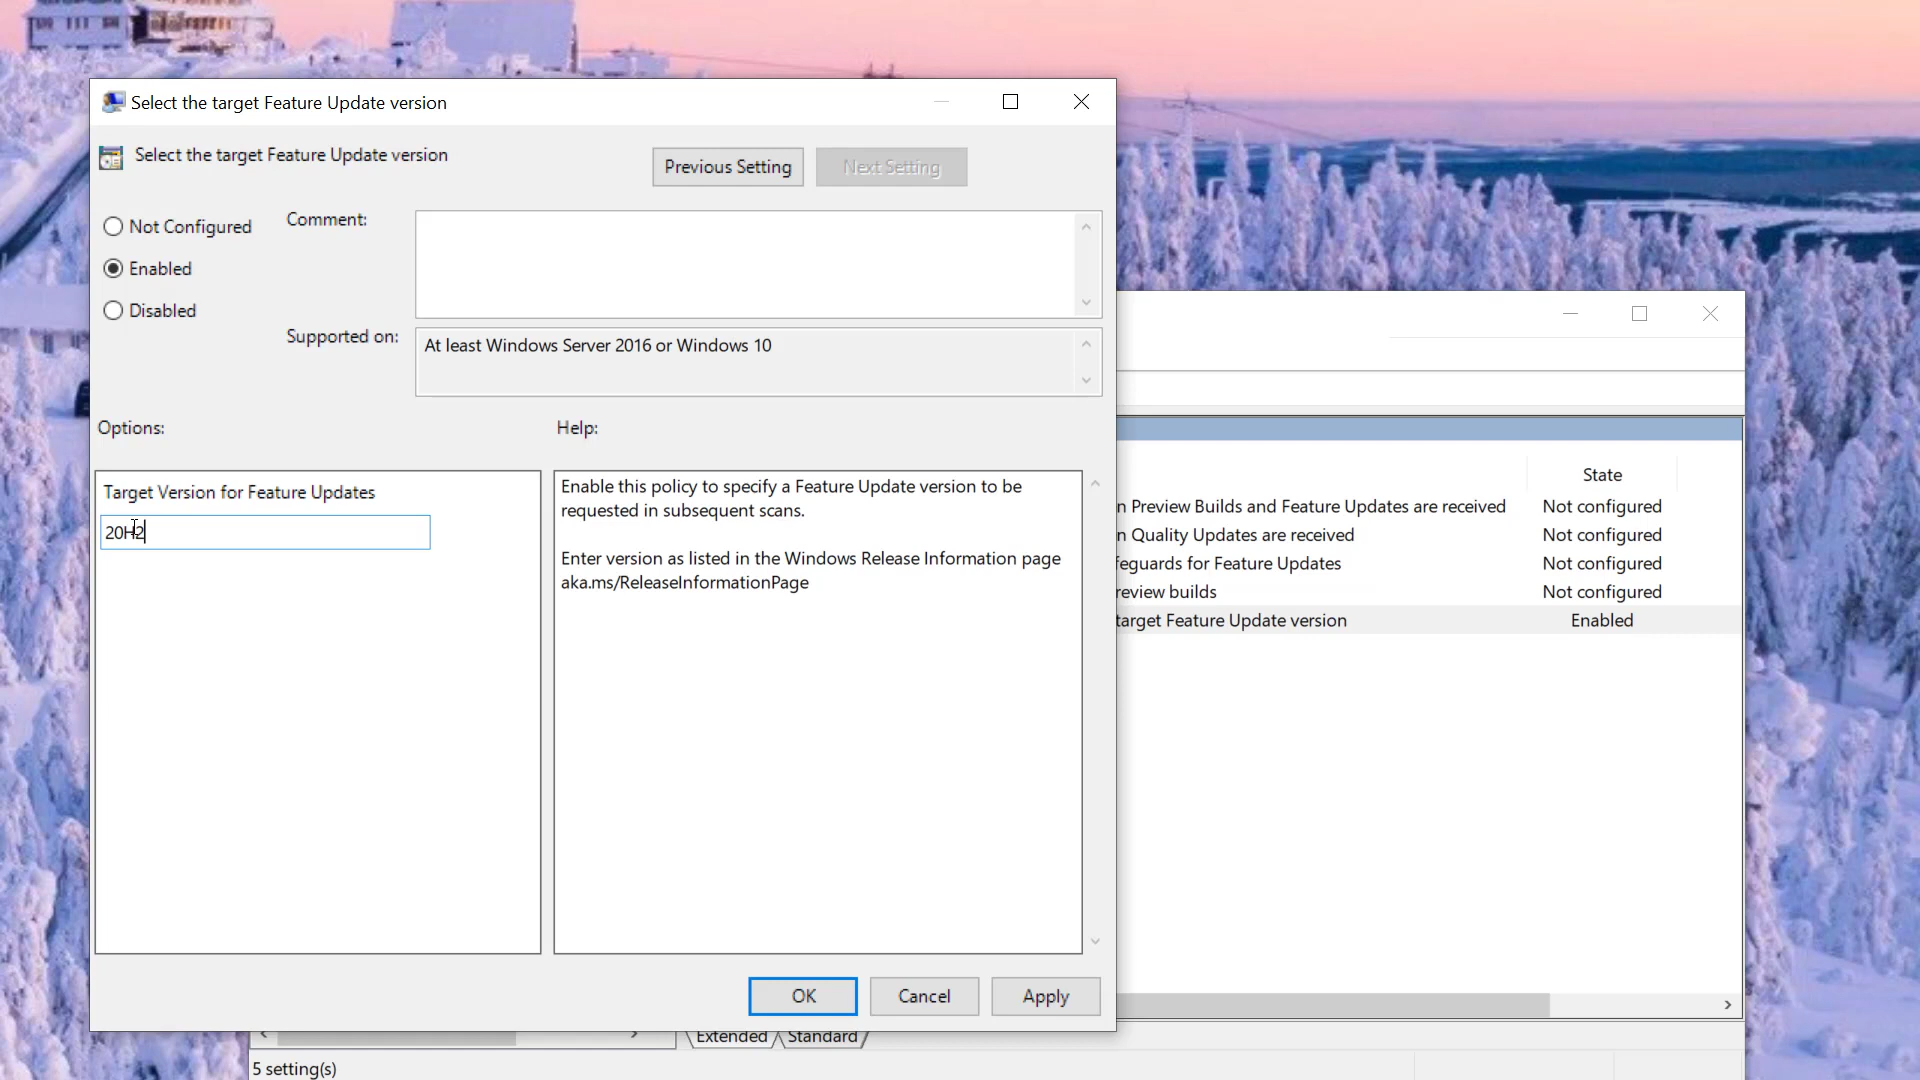 Select the target Feature Update version
Select the target Feature Update version
Previous Setting
Next Setting
Not Configured
Enabled
Disabled
Comment:
Supported on:
At least Windows Server 2016 or Windows 10
Options:
Help:
Target Version for Feature Updates
20H2
Enable this policy to specify a Feature Update version to be
requested in subsequent scans.
Enter version as listed in the Windows Release Information page
aka.ms/ReleaseInformationPage
OK
Cancel
Apply
State
n Preview Builds and Feature Updates are received Not configured
n Quality Updates are received Not configured
feguards for Feature Updates Not configured
review builds Not configured
target Feature Update version Enabled
Extended
Standard
5 setting(s)